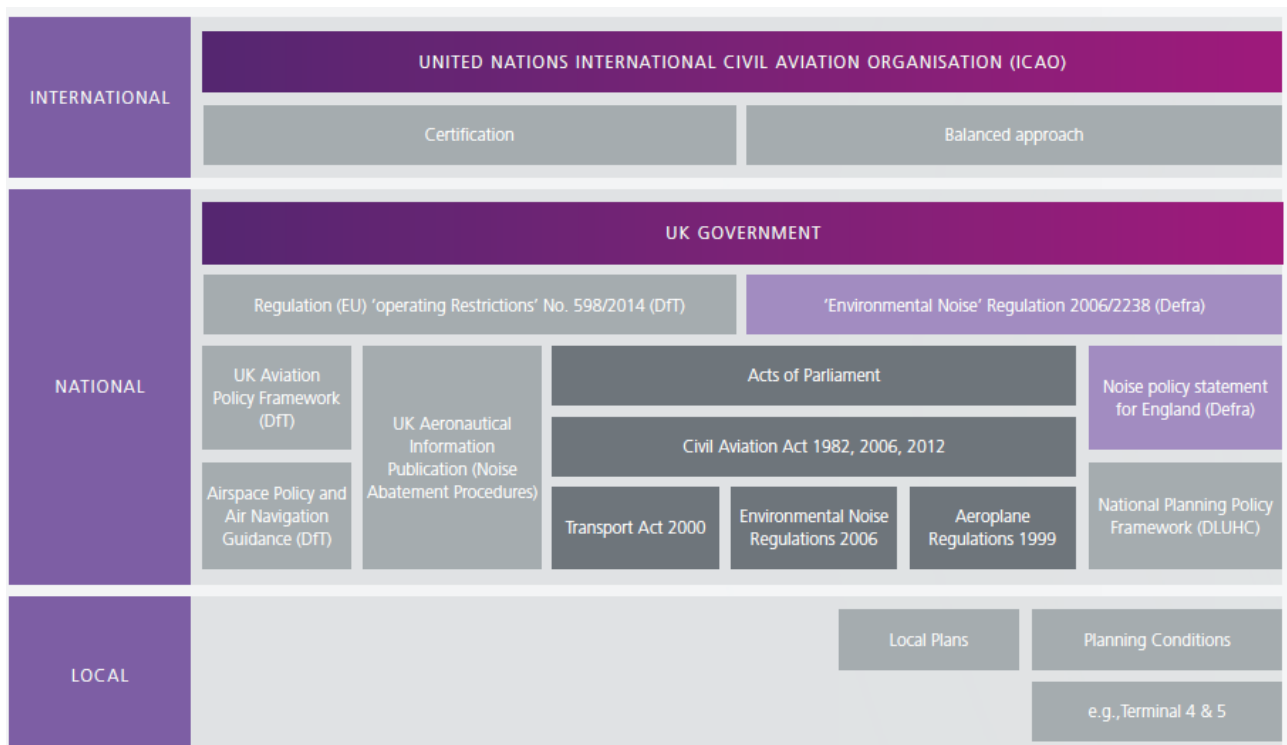 INTERNATIONAL
UNITED NATIONS INTERNATIONAL CIVIL AVIATION ORGANISATION (ICAO)
Certification
Balanced approach
NATIONAL
UK GOVERNMENT
Regulation (EU) ‘operating Restrictions’ No. 598/2014 (DfT)
‘Environmental Noise’ Regulation 2006/2238 (Defra)
UK Aviation
Policy Framework
(DfT)
Airspace Policy and
Air Navigation
Guidance (DfT)
UK Aeronautical
Information
Publication (Noise
Abatement Procedures)
Acts of Parliament
Civil Aviation Act 1982, 2006, 2012
Transport Act 2000
Environmental Noise
Regulations 2006
Aeroplane
Regulations 1999
Noise policy statement
for England (Defra)
National Planning Policy
Framework (DLUHC)
LOCAL
Local Plans
Planning Conditions
e.g.,Terminal 4 & 5